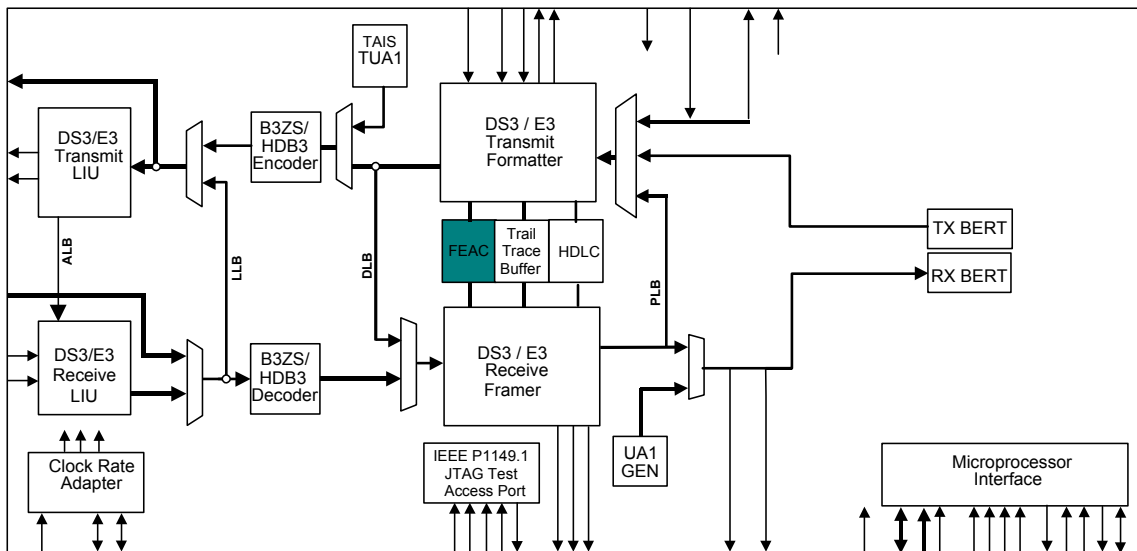 TAIS
TUA1
DS3/E3
Transmit
LIU
B3ZS/
HDB3
Encoder
DS3 / E3
Transmit
Formatter
ALB
LLB
DLB
FEAC
Trail
Trace
Buffer
HDLC
PLB
TX BERT
RX BERT
DS3/E3
Receive
LIU
B3ZS/
HDB3
Decoder
DS3 / E3
Receive
Framer
Clock Rate
Adapter
IEEE P1149.1
JTAG Test
Access Port
UA1
GEN
Microprocessor
Interface